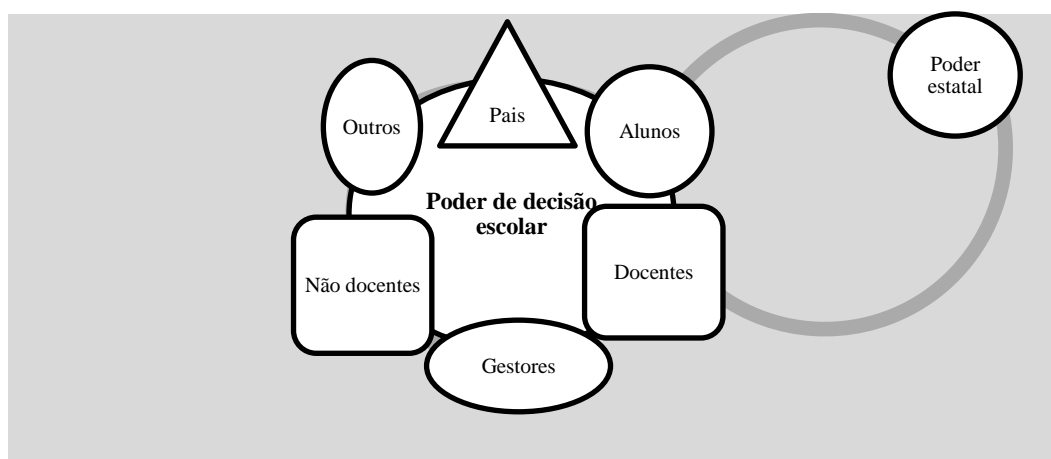 Poder
estatal
Pais
Outros
Alunos
Poder de decisão
escolar
Não docentes
Docentes
Gestores